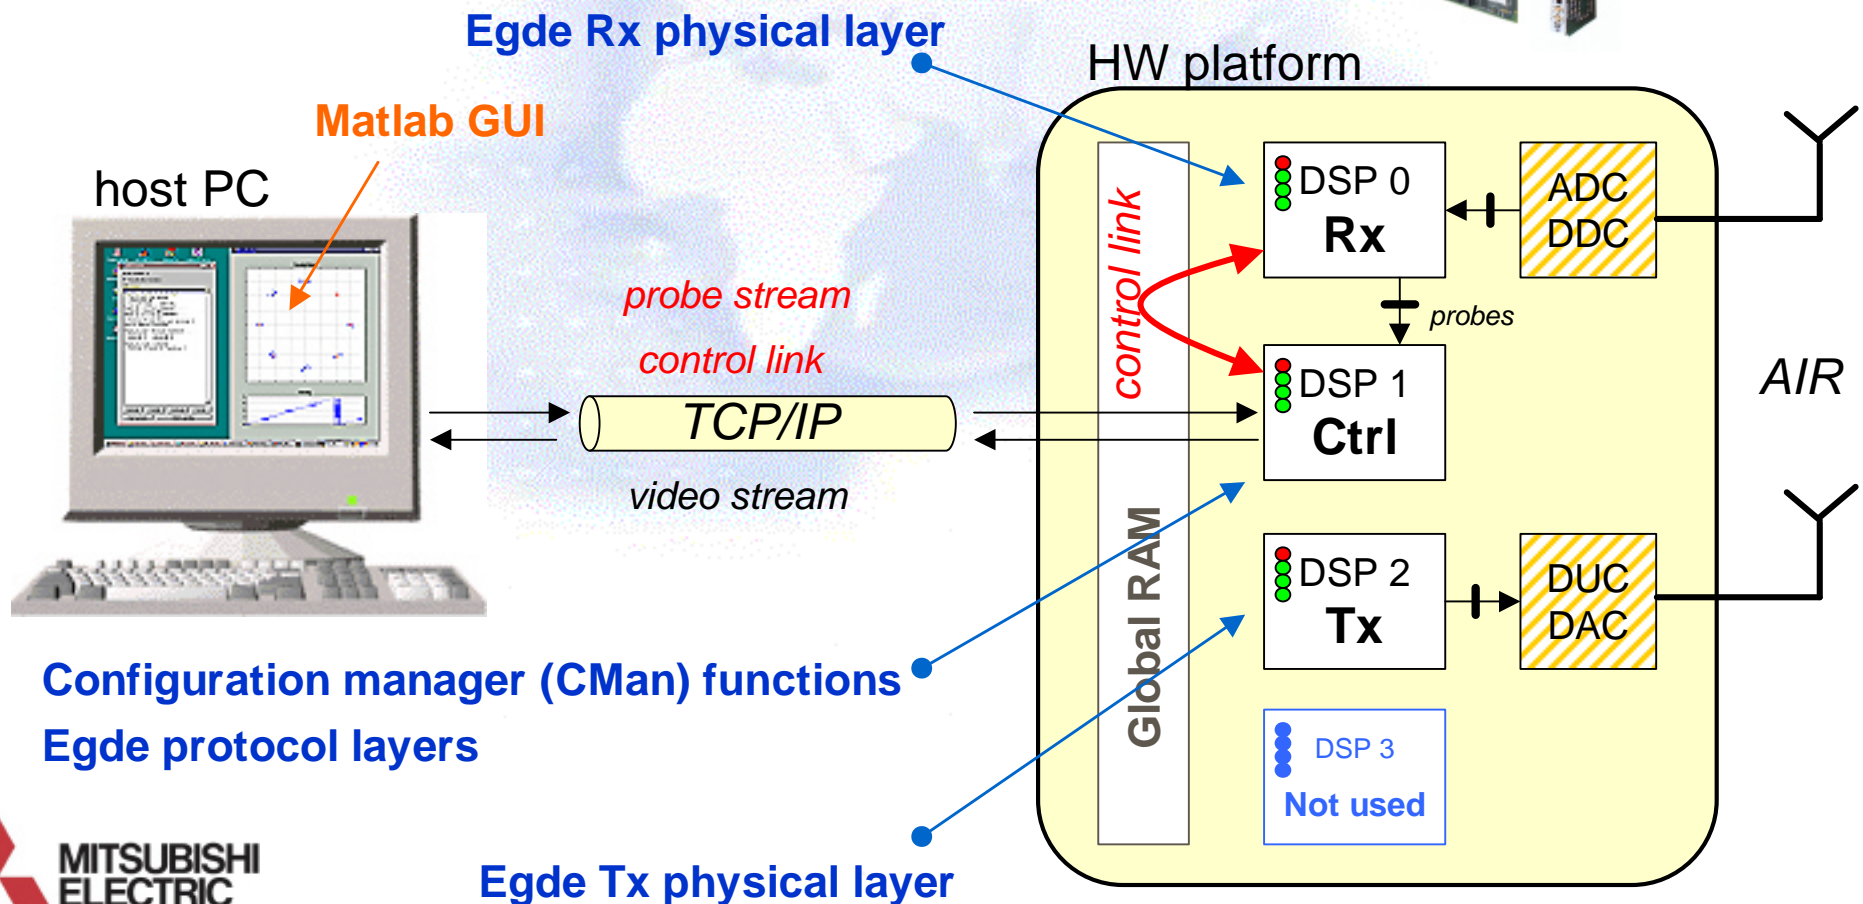 Egde Rx physical layer
HW platform
Matlab GUI
host PC
DSP 0
Rx
ADC
DDC
control link
probe stream
control link
probes
AIR
DSP 1
Ctrl
TCP/IP
video stream
Global RAM
DSP 2
Tx
DUC
DAC
Configuration manager (CMan) functions
Egde protocol layers
DSP 3
Not used
MITSUBISHI
ELECTRIC
Egde Tx physical layer